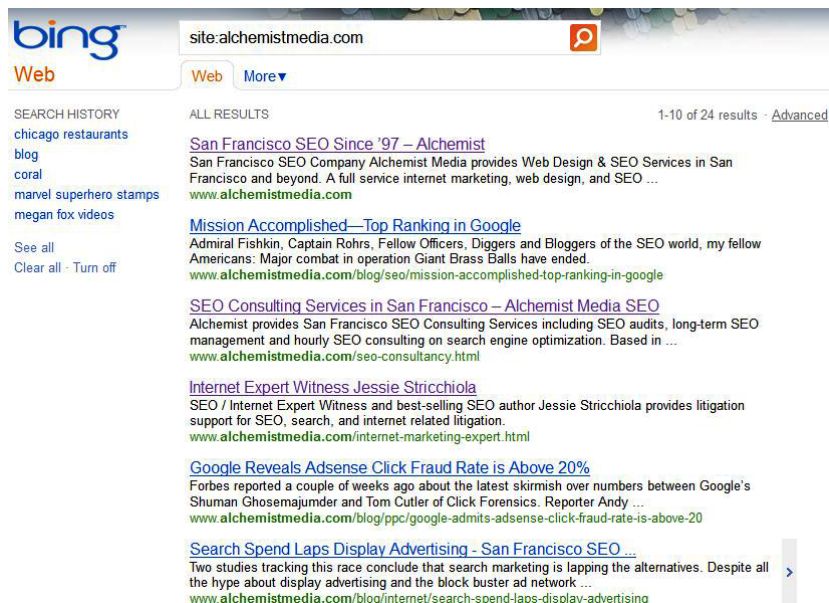 bing
site:alchemistmedia.com
Web
Web More▼
SEARCH HISTORY
chicago restaurants
blog
coral
marvel superhero stamps
megan fox videos
See all
Clear all · Turn off
ALL RESULTS
1-10 of 24 results · Advanced
San Francisco SEO Since '97 – Alchemist
San Francisco SEO Company Alchemist Media provides Web Design & SEO Services in San
Francisco and beyond. A full service internet marketing, web design, and SEO ...
www.alchemistmedia.com
Mission Accomplished—Top Ranking in Google
Admiral Fishkin, Captain Rohrs, Fellow Officers, Diggers and Bloggers of the SEO world, my fellow
Americans: Major combat in operation Giant Brass Balls have ended.
www.alchemistmedia.com/blog/seo/mission-accomplished-top-ranking-in-google
SEO Consulting Services in San Francisco – Alchemist Media SEO
Alchemist provides San Francisco SEO Consulting Services including SEO audits, long-term SEO
management and hourly SEO consulting on search engine optimization. Based in ...
www.alchemistmedia.com/seo-consultancy.html
Internet Expert Witness Jessie Stricchiola
SEO / Internet Expert Witness and best-selling SEO author Jessie Stricchiola provides litigation
support for SEO, search, and internet related litigation.
www.alchemistmedia.com/internet-marketing-expert.html
Google Reveals Adsense Click Fraud Rate is Above 20%
Forbes reported a couple of weeks ago about the latest skirmish over numbers between Google's
Shuman Ghosemajumder and Tom Cutler of Click Forensics. Reporter Andy ...
www.alchemistmedia.com/blog/ppc/google-admits-adsense-click-fraud-rate-is-above-20
Search Spend Laps Display Advertising - San Francisco SEO ...
Two studies tracking this race conclude that search marketing is lapping the alternatives. Despite all
the hype about display advertising and the block buster ad network ...
www.alchemistmedia.com/blog/internet/search-spend-laps-display-advertising